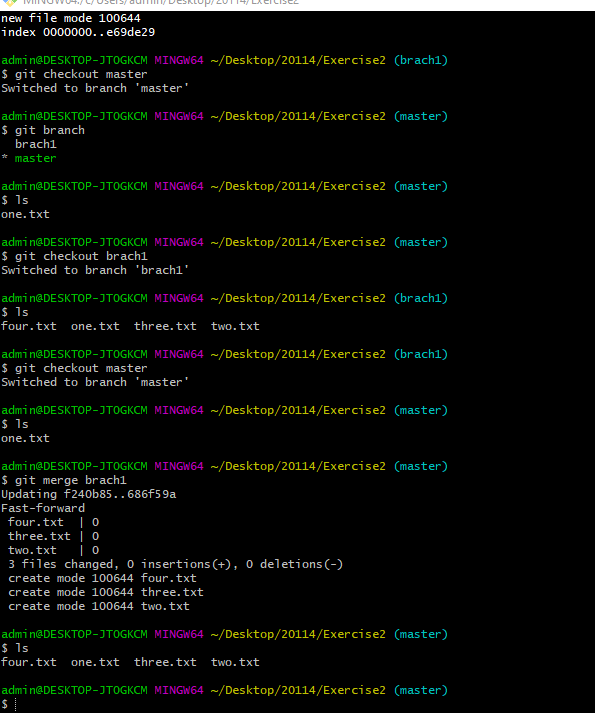 MINGW64:/c/Users/admin/Desktop/20114/Exercise2
new file mode 100644
index 0000000..e69de29
admin@DESKTOP-JTOGKCM MINGW64 ~/Desktop/20114/Exercise2 (brach1)
$ git checkout master
Switched to branch 'master'
admin@DESKTOP-JTOGKCM MINGW64 ~/Desktop/20114/Exercise2 (master)
$ git branch
  brach1
* master
admin@DESKTOP-JTOGKCM MINGW64 ~/Desktop/20114/Exercise2 (master)
$ ls
one.txt
admin@DESKTOP-JTOGKCM MINGW64 ~/Desktop/20114/Exercise2 (master)
$ git checkout brach1
Switched to branch 'brach1'
admin@DESKTOP-JTOGKCM MINGW64 ~/Desktop/20114/Exercise2 (brach1)
$ ls
four.txt  one.txt  three.txt  two.txt
admin@DESKTOP-JTOGKCM MINGW64 ~/Desktop/20114/Exercise2 (brach1)
$ git checkout master
Switched to branch 'master'
admin@DESKTOP-JTOGKCM MINGW64 ~/Desktop/20114/Exercise2 (master)
$ ls
one.txt
admin@DESKTOP-JTOGKCM MINGW64 ~/Desktop/20114/Exercise2 (master)
$ git merge brach1
Updating f240b85..686f59a
Fast-forward
 four.txt  | 0
 three.txt | 0
 two.txt   | 0
 3 files changed, 0 insertions(+), 0 deletions(-)
 create mode 100644 four.txt
 create mode 100644 three.txt
 create mode 100644 two.txt
admin@DESKTOP-JTOGKCM MINGW64 ~/Desktop/20114/Exercise2 (master)
$ ls
four.txt  one.txt  three.txt  two.txt
admin@DESKTOP-JTOGKCM MINGW64 ~/Desktop/20114/Exercise2 (master)
$